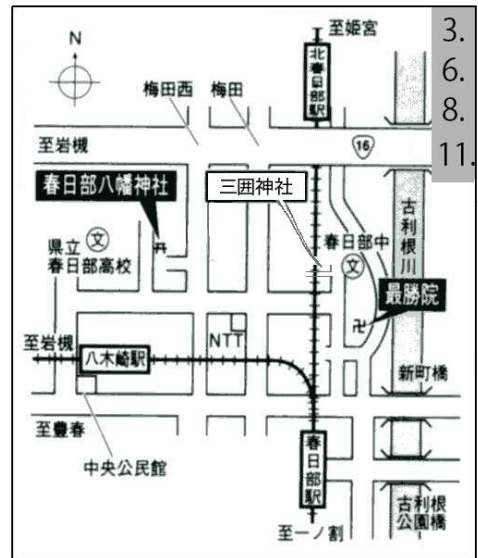 3.
6.
8.
11.
N
至姫宮
北春日部駅
梅田西
梅田
至岩槻
16
春日部八幡神社
三囲神社
古利根川
文
県立
春日部高校
春日部中
文
最勝院
卍
至岩槻
八木崎駅
NTT
新町橋
至豊春
中央公民館
春日部駅
古利根
公園橋
至一ノ割